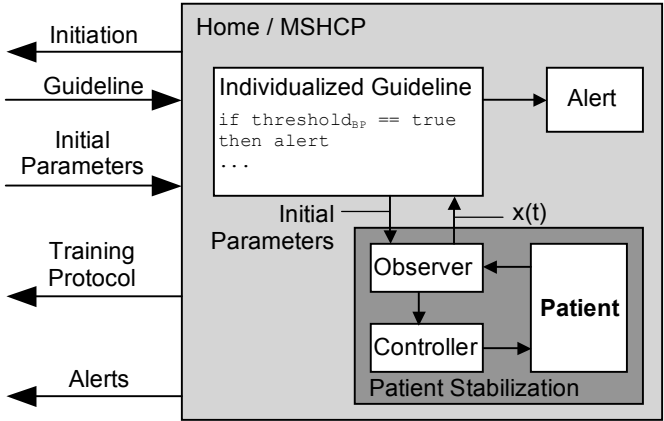 Initiation
Guideline
Initial
Parameters
Training
Protocol
Alerts
Home / MSHCP
Individualized Guideline
if thresholdBP == true
then alert
...
Alert
Initial
Parameters
x(t)
Observer
Controller
Patient
Patient Stabilization